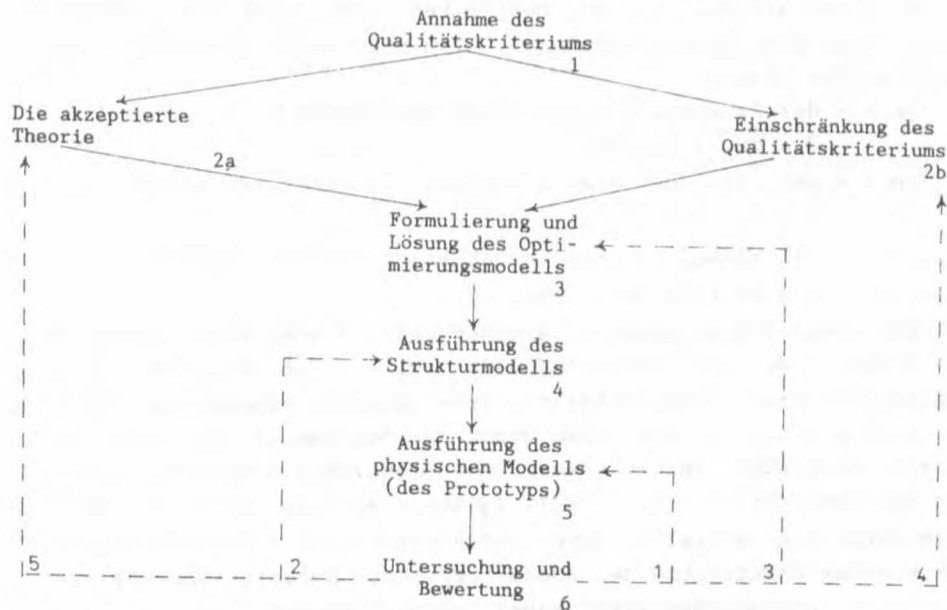 Annahme des
Qualitätskriteriums
1
Die akzeptierte
Theorie
2a
Einschränkung des
Qualitätskriteriums
2b
Formulierung und
Lösung des Opti-
mierungsmodells
3
Ausführung des
Strukturmodells
4
Ausführung des
physischen Modells
(des Prototyps)
5
Untersuchung und
Bewertung
6
5
2
1
3
4